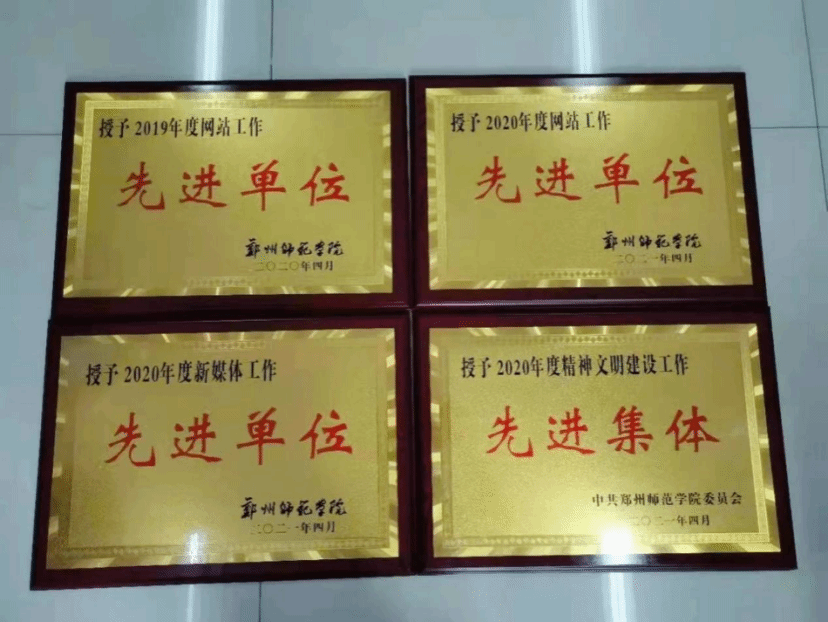 授予2019年度网站工作
先进单位
郑州师范学院
二〇二〇年四月
授予2020年度网站工作
先进单位
郑州师范学院
二〇二一年四月
授予2020年度新媒体工作
先进单位
郑州师范学院
二〇二一年四月
授予2020年度精神文明建设工作
先进集体
中共郑州师范学院委员会
二〇二一年四月